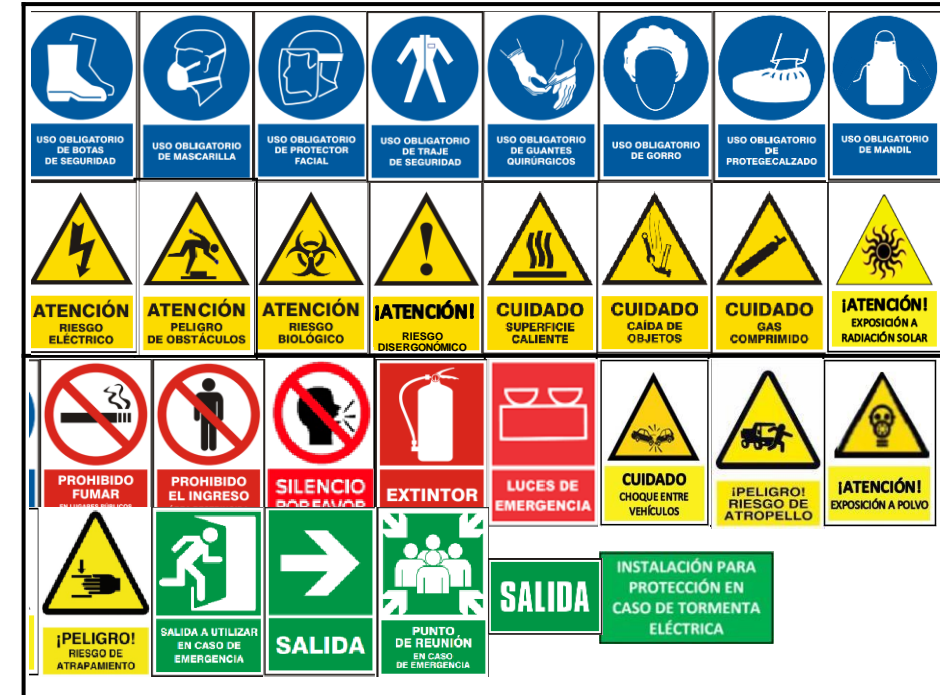 USO OBLIGATORIO
DE BOTAS
DE SEGURIDAD
USO OBLIGATORIO
DE MASCARILLA
USO OBLIGATORIO
DE PROTECTOR
FACIAL
USO OBLIGATORIO
DE TRAJE
DE SEGURIDAD
USO OBLIGATORIO
DE GUANTES
QUIRÚRGICOS
USO OBLIGATORIO
DE GORRO
USO OBLIGATORIO
DE
PROTEGECALZADO
USO OBLIGATORIO
DE MANDIL
ATENCIÓN
RIESGO
ELÉCTRICO
ATENCIÓN
PELIGRO
DE OBSTÁCULOS
ATENCIÓN
RIESGO
BIOLÓGICO
¡ATENCIÓN!
RIESGO
DISERGONÓMICO
CUIDADO
SUPERFICIE
CALIENTE
CUIDADO
CAÍDA DE
OBJETOS
CUIDADO
GAS
COMPRIMIDO
¡ATENCIÓN!
EXPOSICIÓN A
RADIACIÓN SOLAR
PROHIBIDO
FUMAR
EN LUGARES PÚBLICOS
PROHIBIDO
EL INGRESO
SILENCIO
POR FAVOR
EXTINTOR
LUCES DE
EMERGENCIA
CUIDADO
CHOQUE ENTRE
VEHÍCULOS
¡PELIGRO!
RIESGO DE
ATROPELLO
¡ATENCIÓN!
EXPOSICIÓN A POLVO
¡PELIGRO!
RIESGO DE
ATRAPAMIENTO
SALIDA A UTILIZAR
EN CASO DE
EMERGENCIA
SALIDA
PUNTO
DE REUNIÓN
EN CASO
DE EMERGENCIA
SALIDA
INSTALACIÓN PARA
PROTECCIÓN EN
CASO DE TORMENTA
ELÉCTRICA